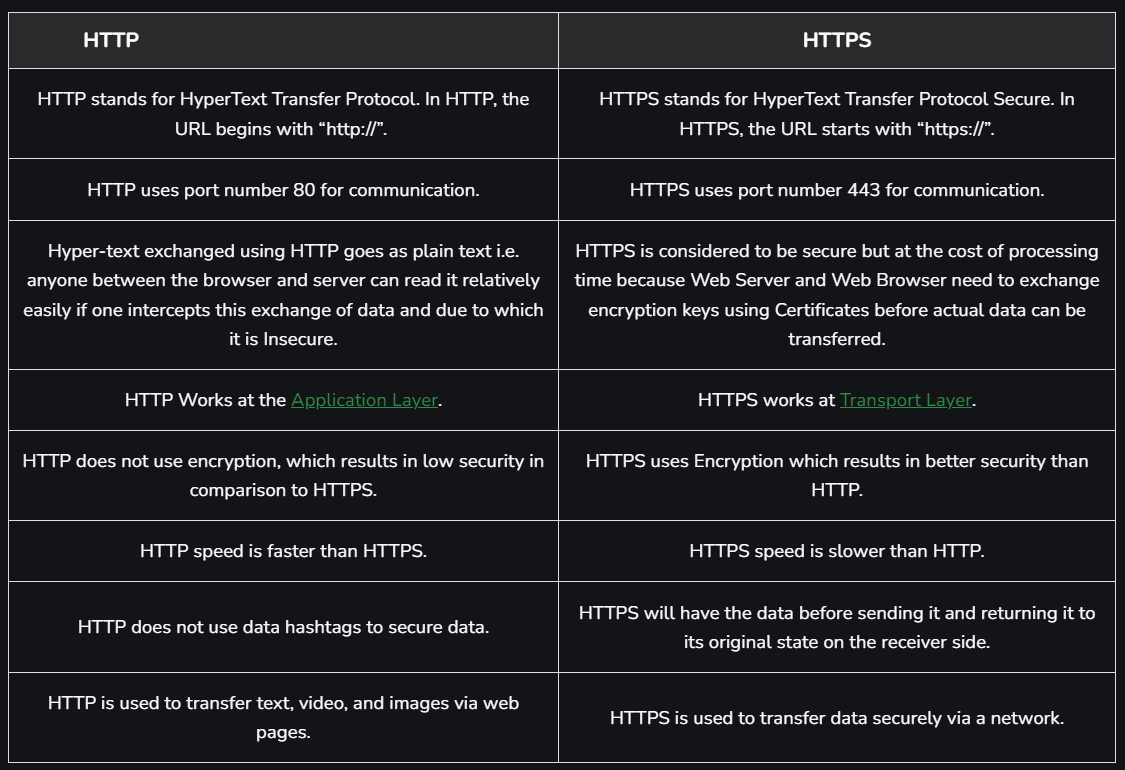 HTTP
HTTPS
HTTP stands for HyperText Transfer Protocol. In HTTP, the
URL begins with “http://”.
HTTPS stands for HyperText Transfer Protocol Secure. In
HTTPS, the URL starts with “https://”.
HTTP uses port number 80 for communication.
HTTPS uses port number 443 for communication.
Hyper-text exchanged using HTTP goes as plain text i.e.
anyone between the browser and server can read it relatively
easily if one intercepts this exchange of data and due to which
it is Insecure.
HTTPS is considered to be secure but at the cost of processing
time because Web Server and Web Browser need to exchange
encryption keys using Certificates before actual data can be
transferred.
HTTP Works at the Application Layer.
HTTPS works at Transport Layer.
HTTP does not use encryption, which results in low security in
comparison to HTTPS.
HTTPS uses Encryption which results in better security than
HTTP.
HTTP speed is faster than HTTPS.
HTTPS speed is slower than HTTP.
HTTP does not use data hashtags to secure data.
HTTPS will have the data before sending it and returning it to
its original state on the receiver side.
HTTP is used to transfer text, video, and images via web
pages.
HTTPS is used to transfer data securely via a network.